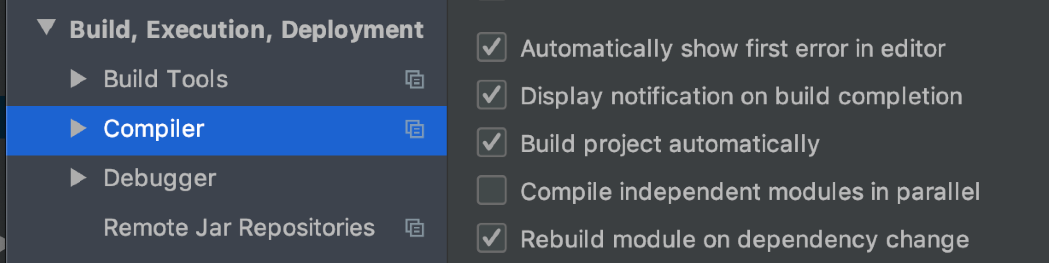 Build, Execution, Deployment
Build Tools
Compiler
Debugger
Remote Jar Repositories
Automatically show first error in editor
Display notification on build completion
Build project automatically
Compile independent modules in parallel
Rebuild module on dependency change